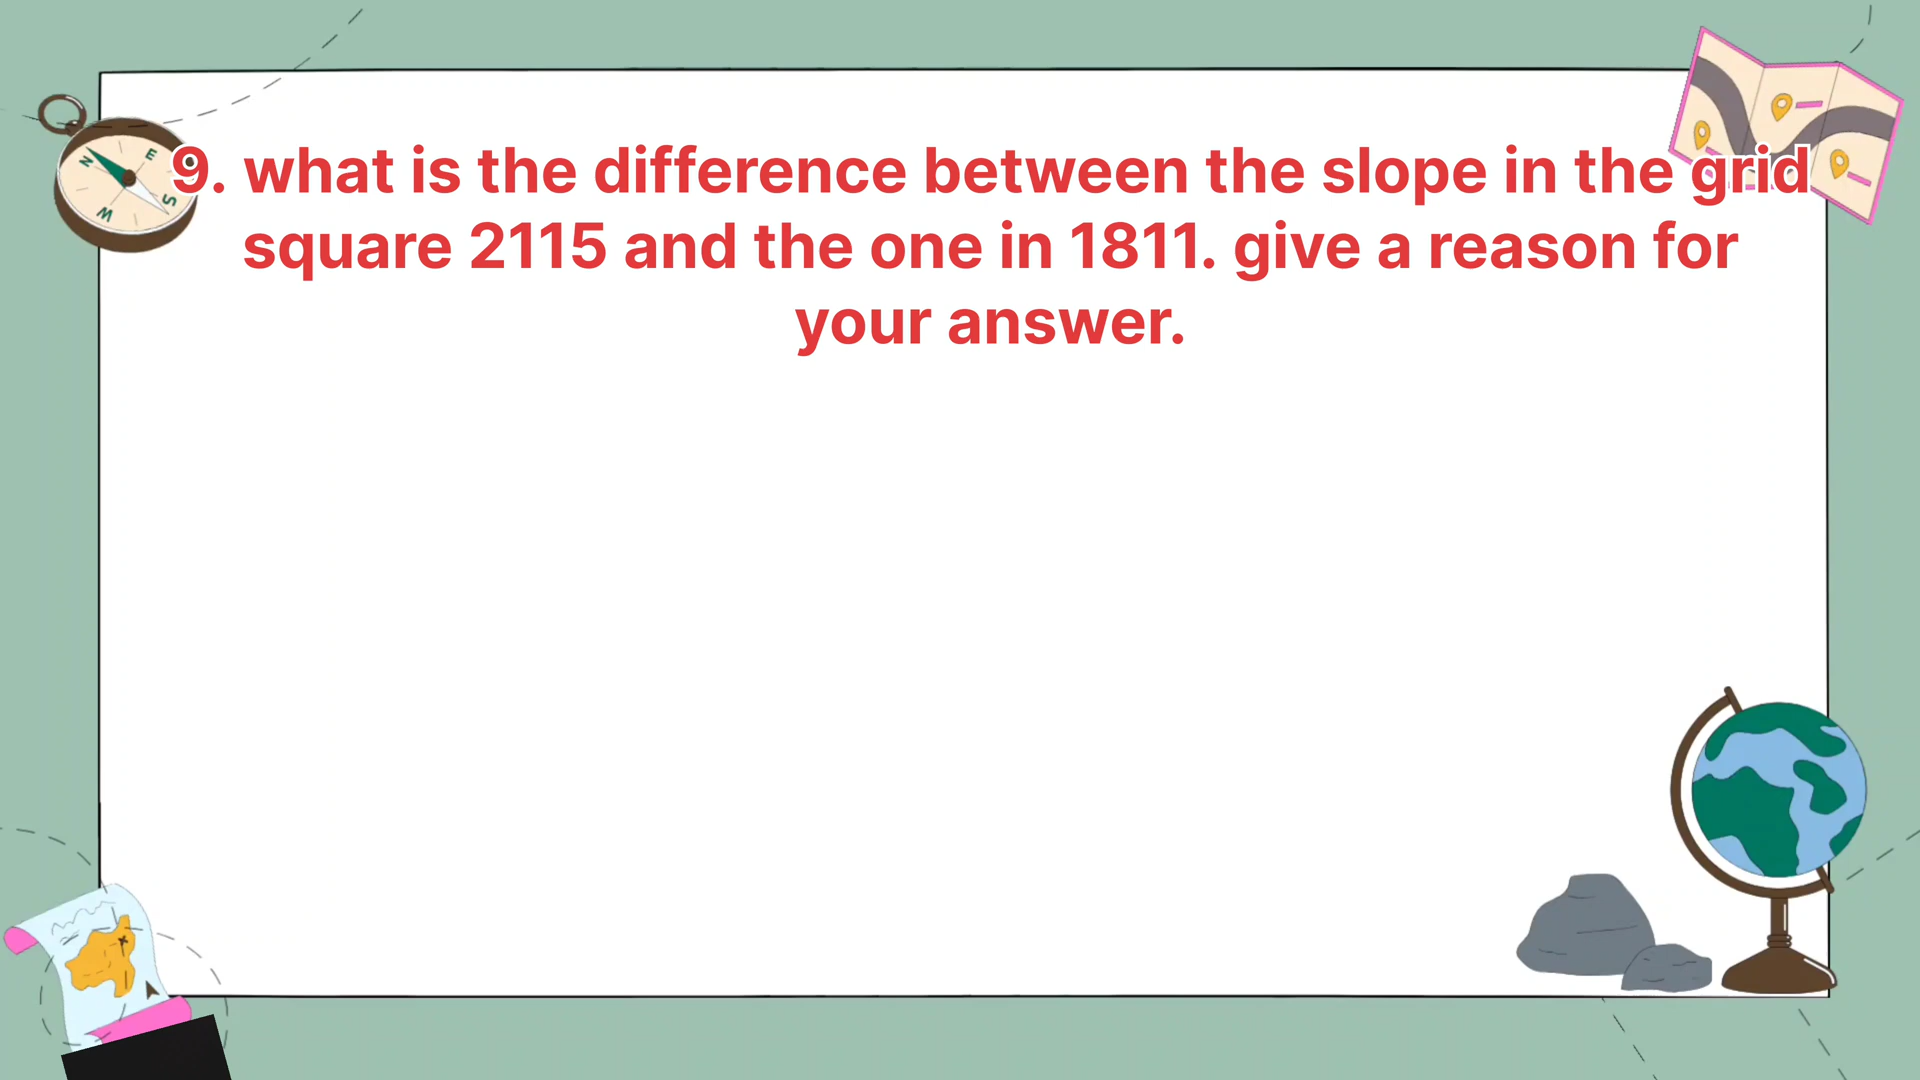 9. what is the difference between the slope in the grid
square 2115 and the one in 1811. give a reason for
your answer.
N
E
S
W